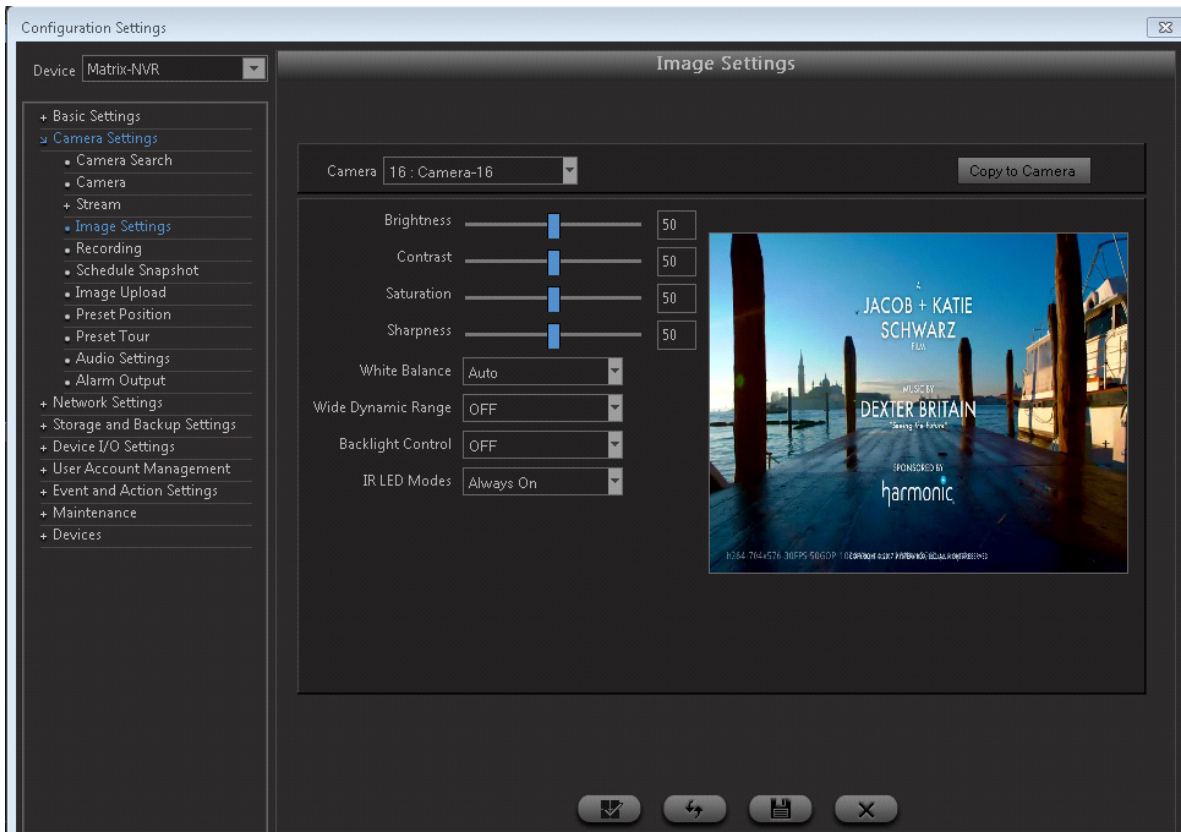 Configuration Settings
Device Matrix-NVR
+ Basic Settings
Camera Settings
Camera Search
Camera
+ Stream
Image Settings
Recording
Schedule Snapshot
Image Upload
Preset Position
Preset Tour
Audio Settings
Alarm Output
+ Network Settings
+ Storage and Backup Settings
+ Device I/O Settings
+ User Account Management
+ Event and Action Settings
+ Maintenance
+ Devices
Image Settings
Camera 16 : Camera-16
Copy to Camera
Brightness 50
Contrast 50
Saturation 50
Sharpness 50
White Balance Auto
Wide Dynamic Range OFF
Backlight Control OFF
IR LED Modes Always On
A
JACOB + KATIE
SCHWARZ
FILM
MUSIC BY
DEXTER BRITAIN
"Seeing the Future"
SPONSORED BY
harmonic